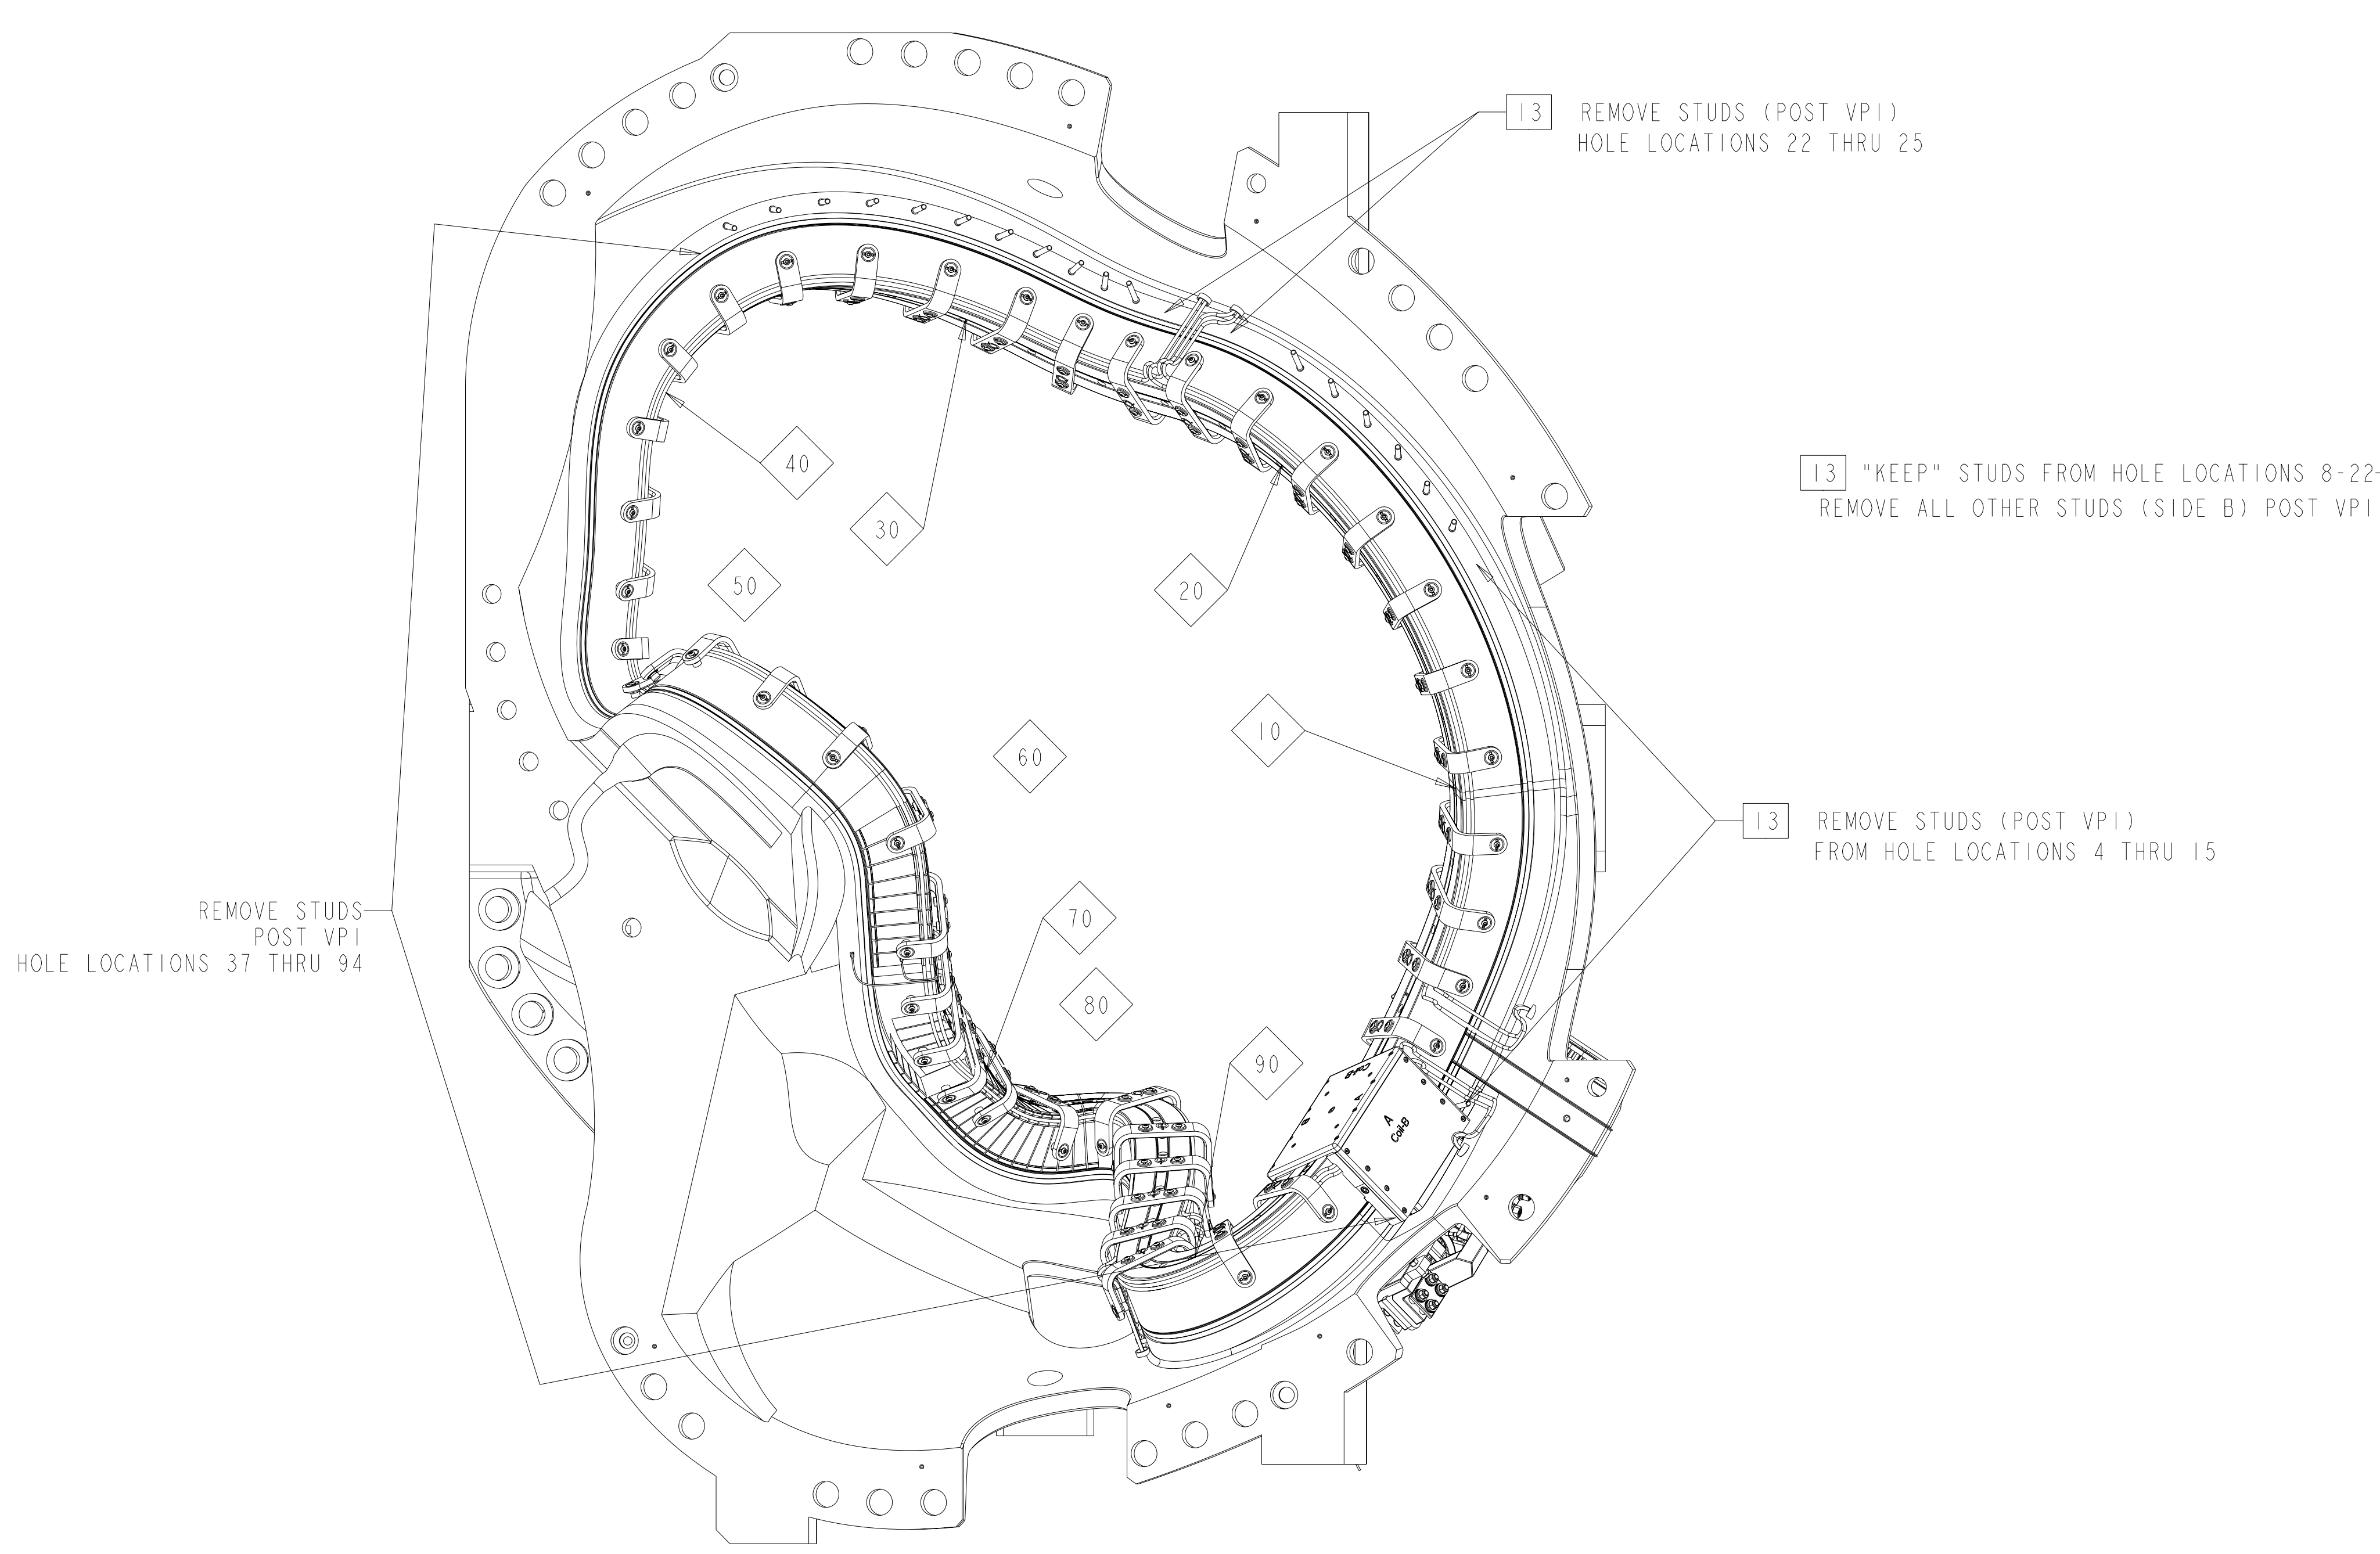 13 REMOVE STUDS (POST VPI)
HOLE LOCATIONS 22 THRU 25
13 "KEEP" STUDS FROM HOLE LOCATIONS 8-22-
REMOVE ALL OTHER STUDS (SIDE B) POST VPI
40
30
50
20
10
60
13 REMOVE STUDS (POST VPI)
FROM HOLE LOCATIONS 4 THRU 15
REMOVE STUDS
POST VPI
HOLE LOCATIONS 37 THRU 94
70
80
90
Coil-B
A
A
Coil-B